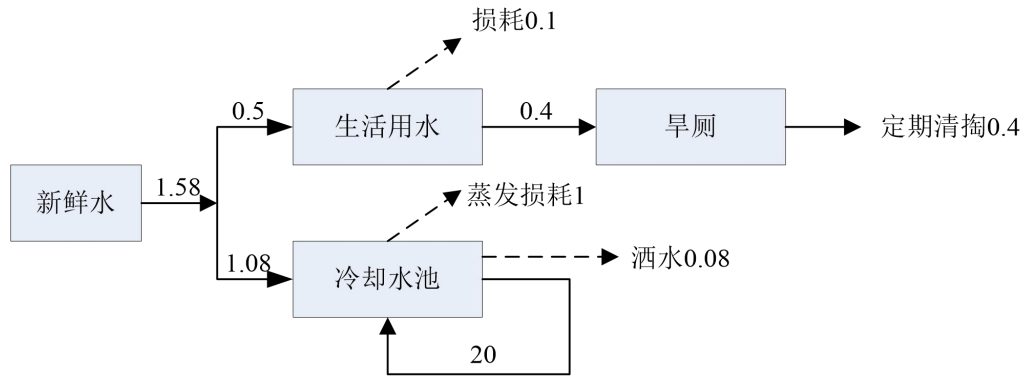 损耗0.1
0.5
生活用水
0.4
旱厕
定期清掏0.4
新鲜水
1.58
蒸发损耗1
1.08
冷却水池
洒水0.08
20